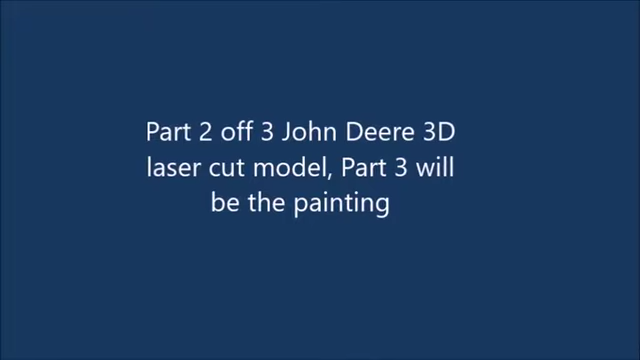 Part 2 off 3 John Deere 3D
laser cut model, Part 3 will
be the painting